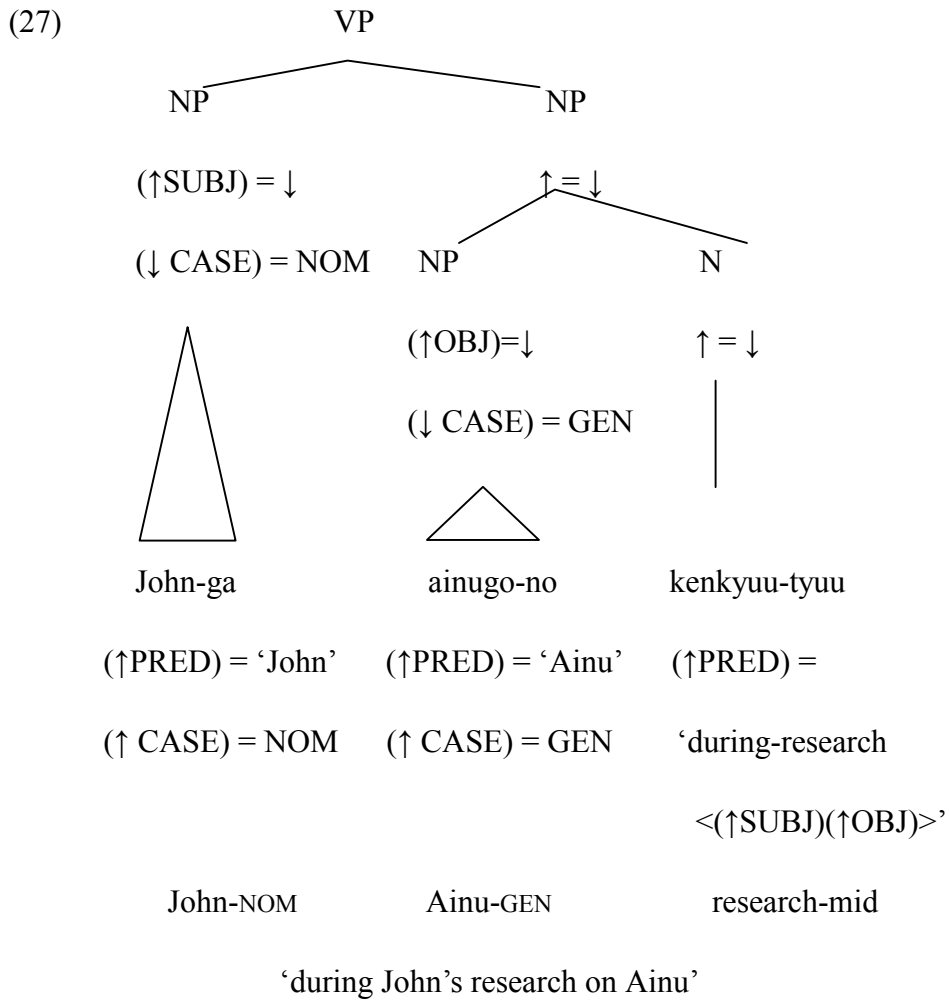 (27) VP
NP NP
(↑SUBJ) = ↓ ↑ = ↓
(↓ CASE) = NOM NP N
(↑OBJ)=↓ ↑ = ↓
(↓ CASE) = GEN
John-ga ainugo-no kenkyuu-tyuu
(↑PRED) = ‘John’ (↑PRED) = ‘Ainu’ (↑PRED) =
(↑ CASE) = NOM (↑ CASE) = GEN ‘during-research
<(↑SUBJ)(↑OBJ)>’
John-NOM Ainu-GEN research-mid
‘during John’s research on Ainu’